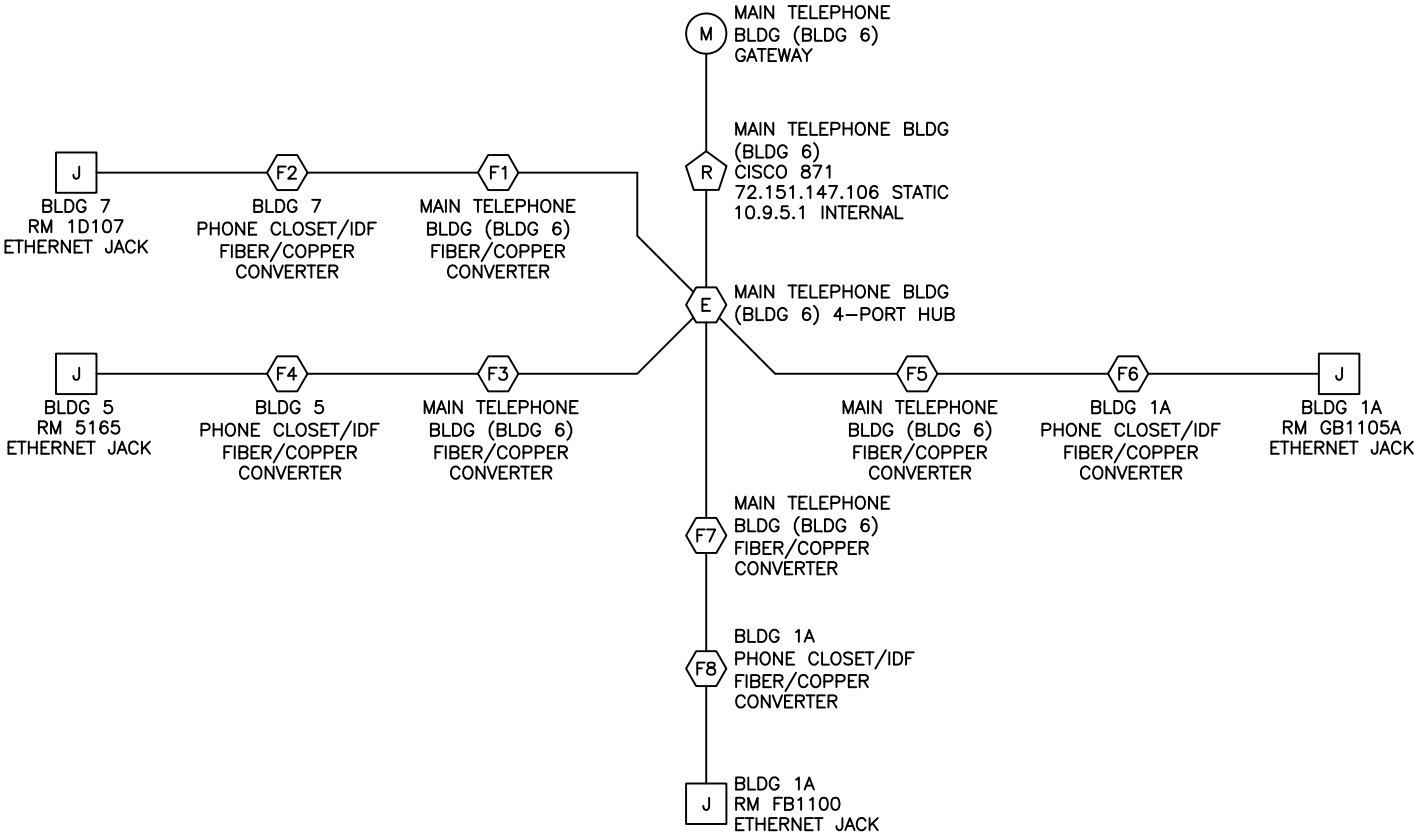 M
MAIN TELEPHONE
BLDG (BLDG 6)
GATEWAY
R
MAIN TELEPHONE BLDG
(BLDG 6)
CISCO 871
72.151.147.106 STATIC
10.9.5.1 INTERNAL
J
BLDG 7
RM 1D107
ETHERNET JACK
F2
BLDG 7
PHONE CLOSET/IDF
FIBER/COPPER
CONVERTER
F1
MAIN TELEPHONE
BLDG (BLDG 6)
FIBER/COPPER
CONVERTER
E
MAIN TELEPHONE BLDG
(BLDG 6) 4-PORT HUB
J
BLDG 5
RM 5165
ETHERNET JACK
F4
BLDG 5
PHONE CLOSET/IDF
FIBER/COPPER
CONVERTER
F3
MAIN TELEPHONE
BLDG (BLDG 6)
FIBER/COPPER
CONVERTER
F5
MAIN TELEPHONE
BLDG (BLDG 6)
FIBER/COPPER
CONVERTER
F6
BLDG 1A
PHONE CLOSET/IDF
FIBER/COPPER
CONVERTER
J
BLDG 1A
RM GB1105A
ETHERNET JACK
F7
MAIN TELEPHONE
BLDG (BLDG 6)
FIBER/COPPER
CONVERTER
F8
BLDG 1A
PHONE CLOSET/IDF
FIBER/COPPER
CONVERTER
J
BLDG 1A
RM FB1100
ETHERNET JACK